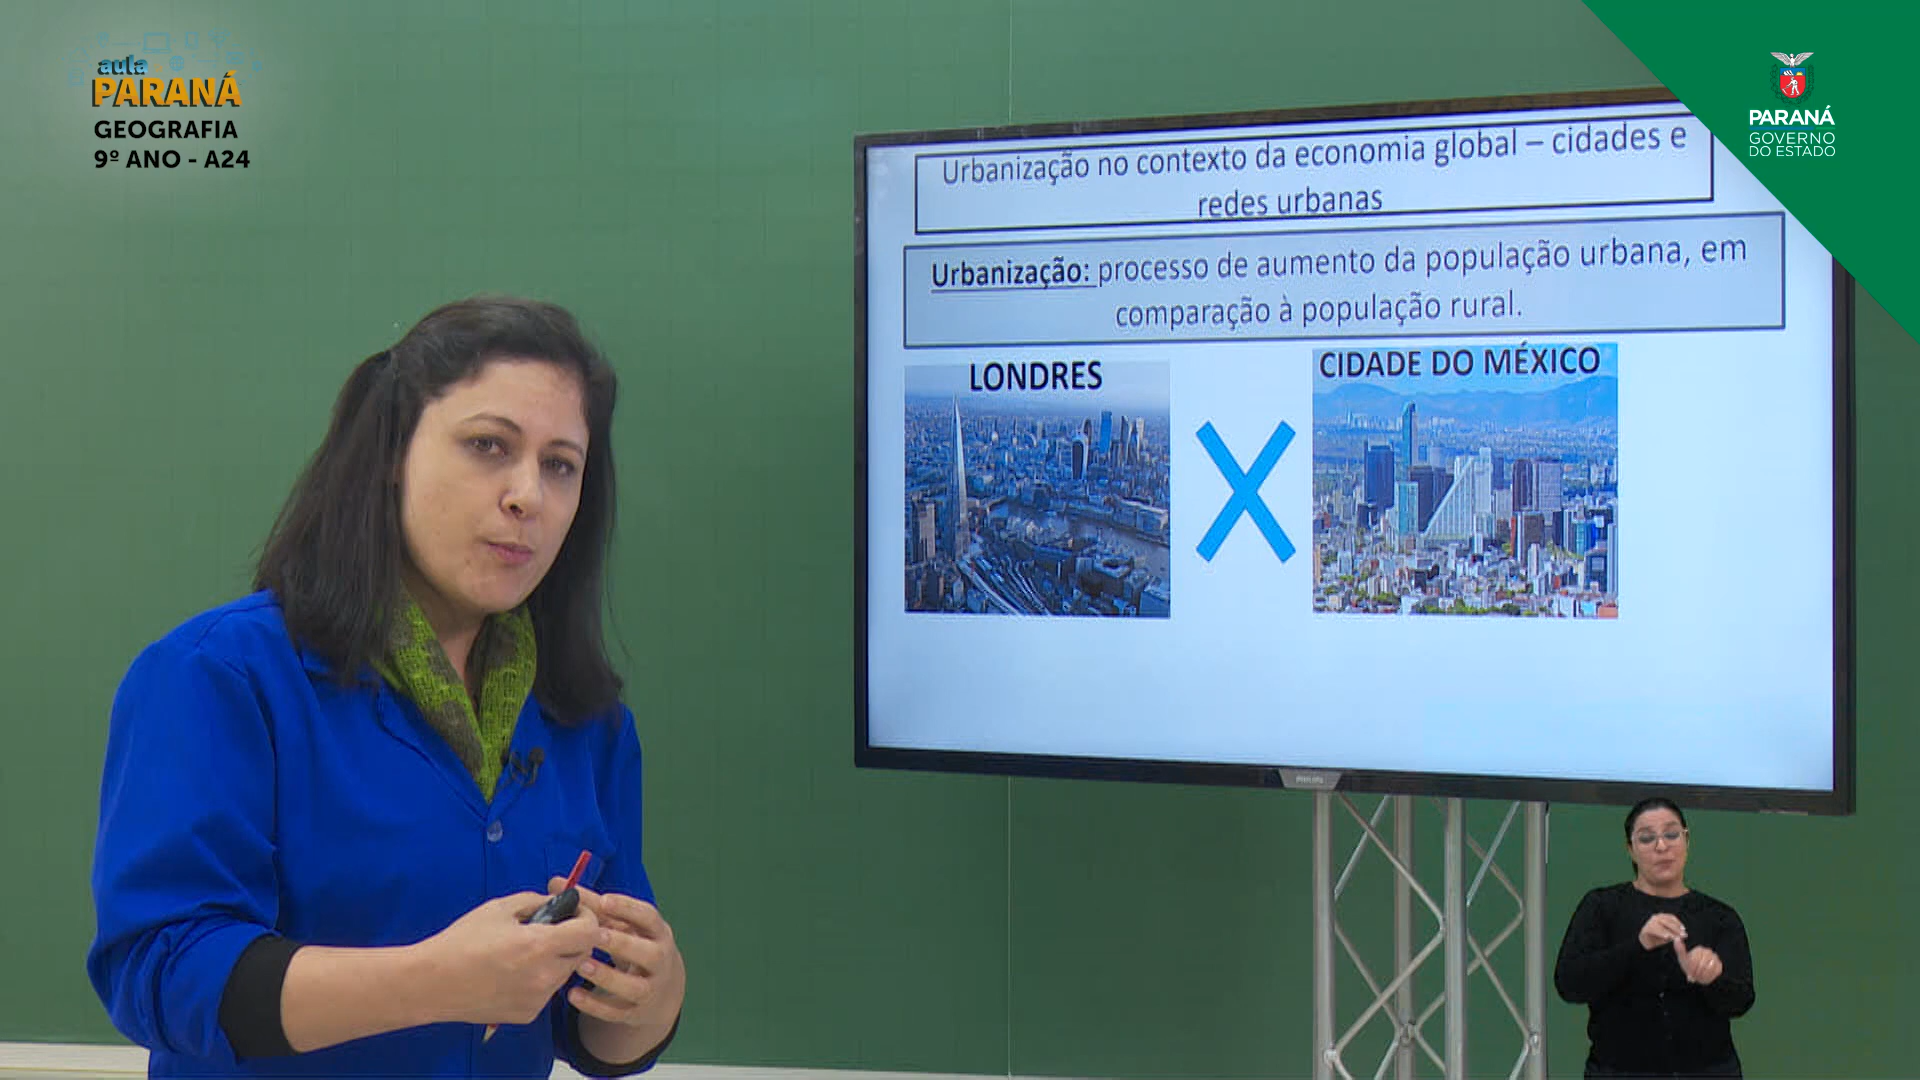 aula
PARANÁ
GEOGRAFIA
9º ANO - A24
PARANÁ
GOVERNO
DO ESTADO
Urbanização no contexto da economia global – cidades e
redes urbanas
Urbanização: processo de aumento da população urbana, em
comparação à população rural.
LONDRES
X
CIDADE DO MÉXICO
PHILIPS